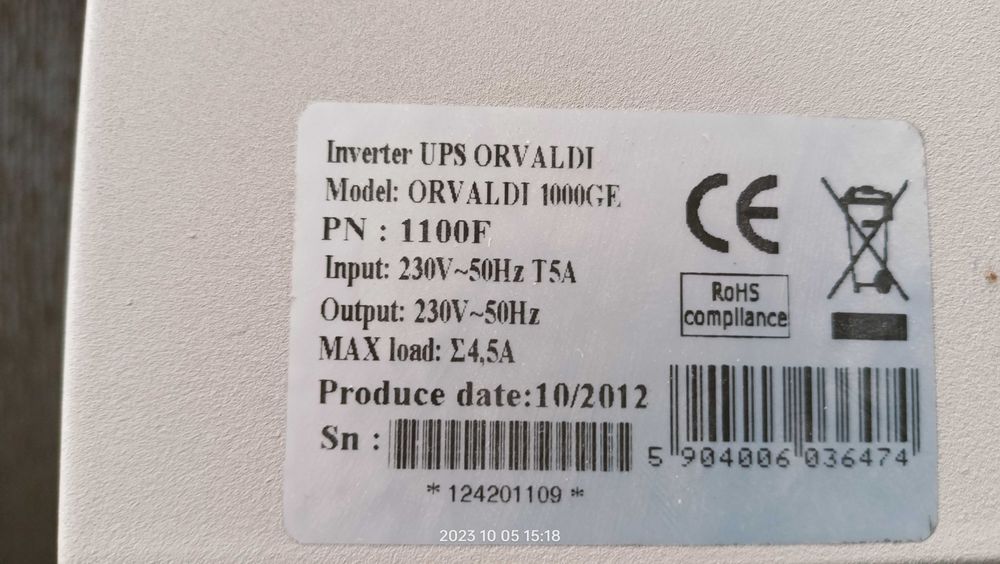 Inverter UPS ORVALDI
Model: ORVALDI 1000GE
PN : 1100F
Input: 230V~50Hz T5A
Output: 230V~50Hz
MAX load: Σ4,5A
Produce date:10/2012
Sn :
* 124201109 *
CE
RoHS
compliance
5 904006 036474
2023 10 05 15:18